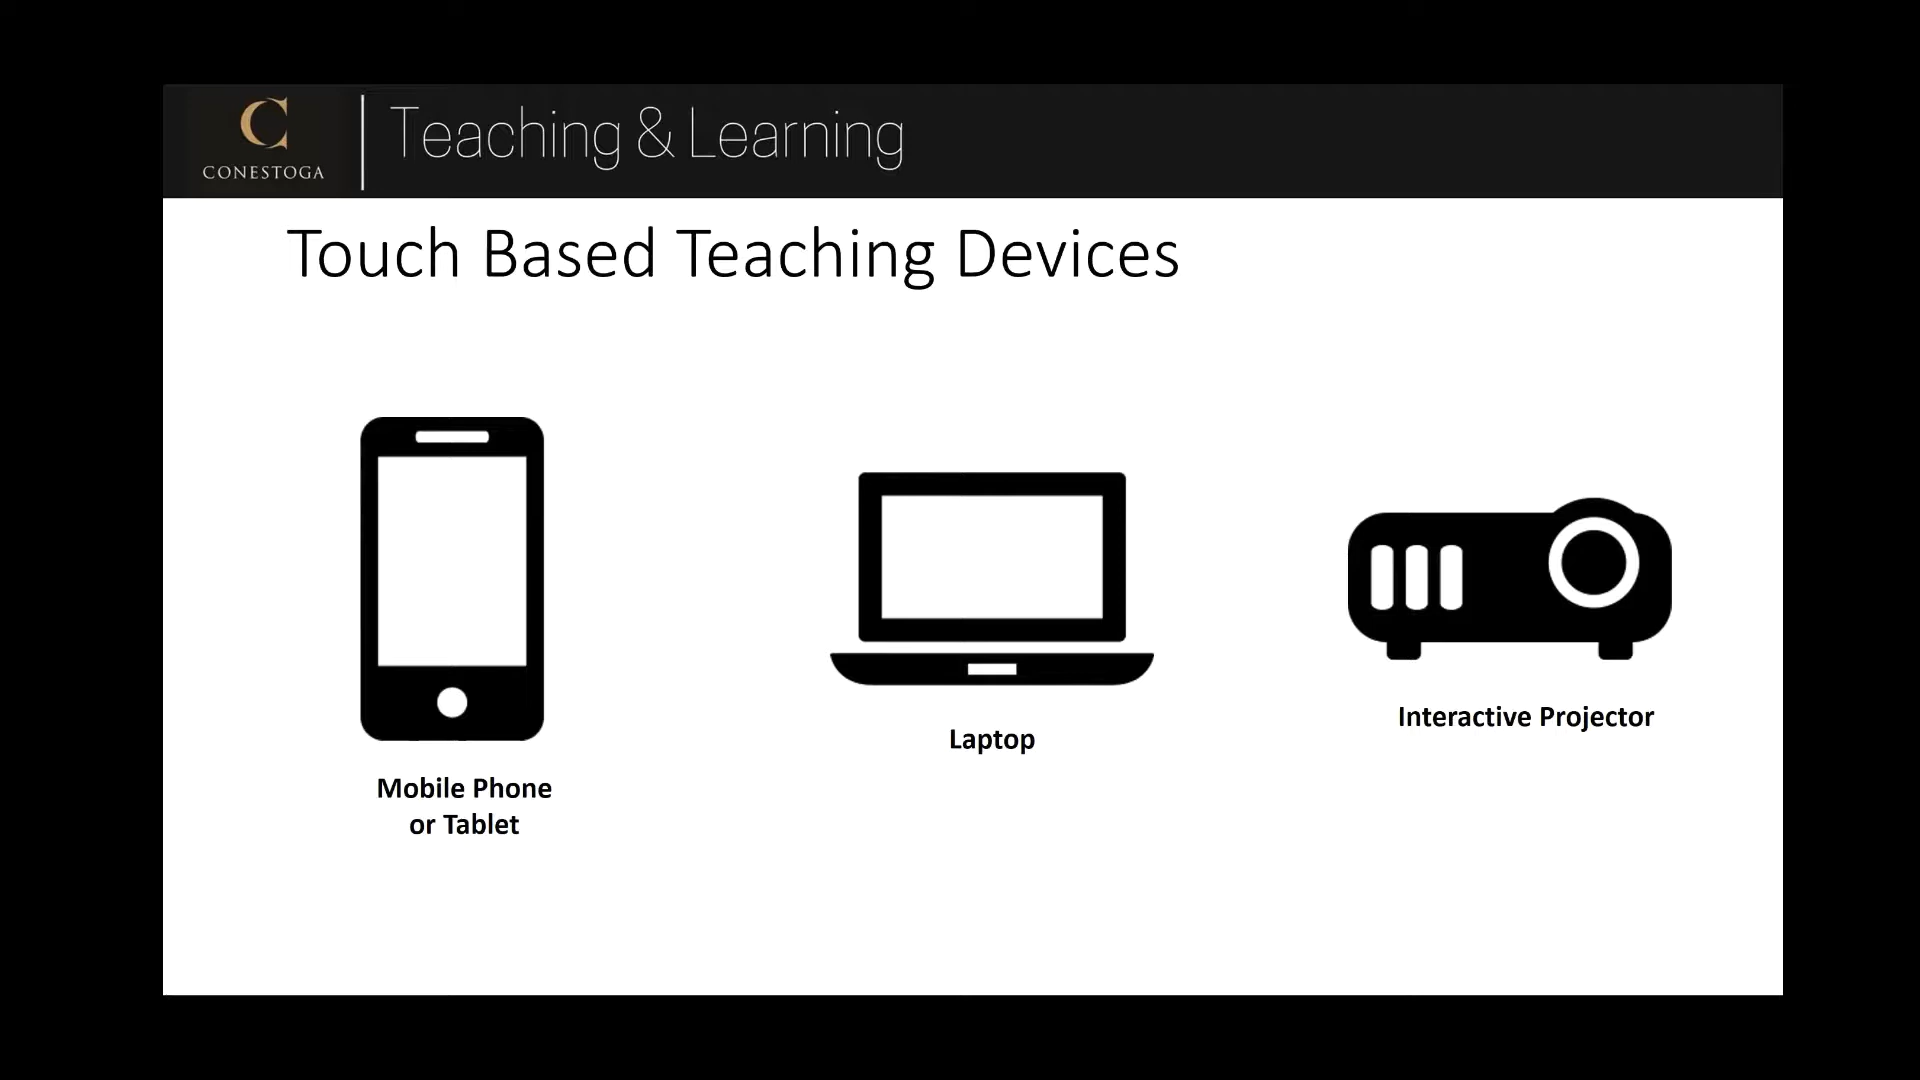 CONESTOGA
Teaching & Learning
Touch Based Teaching Devices
Mobile Phone
or Tablet
Laptop
Interactive Projector